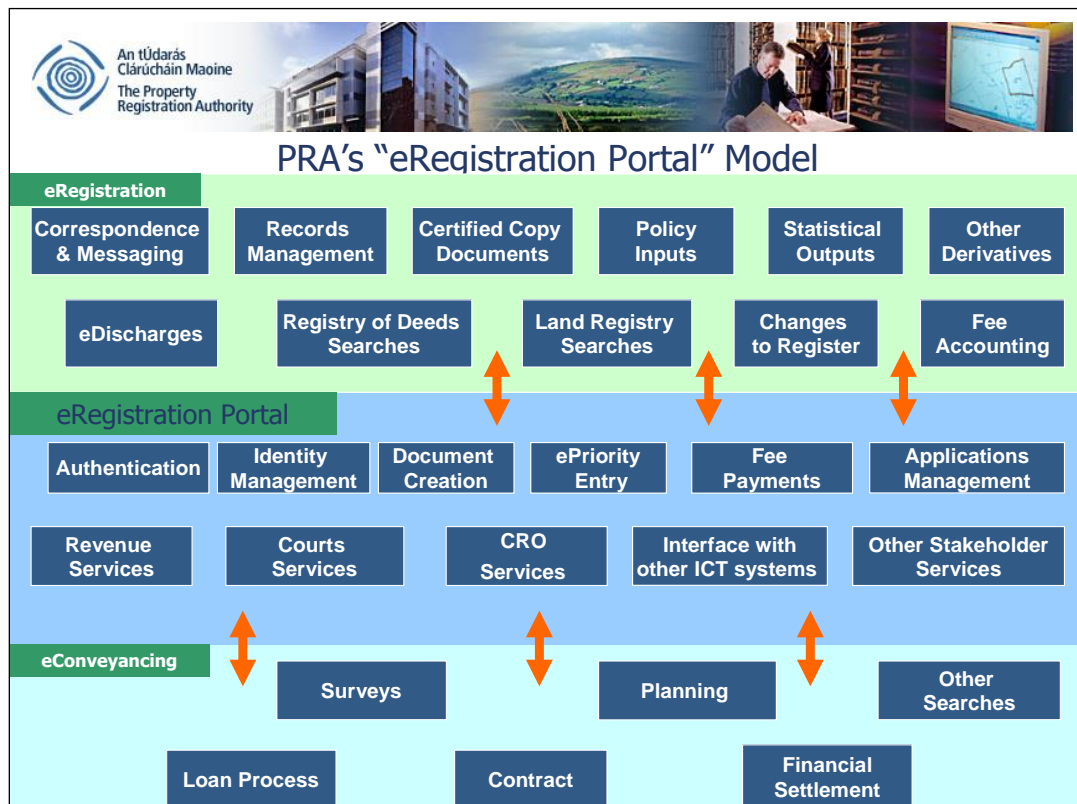 An tÚdarás
Clárúcháin Maoine
The Property
Registration Authority
PRA's "eRegistration Portal" Model
eRegistration
Correspondence
& Messaging
Records
Management
Certified Copy
Documents
Policy
Inputs
Statistical
Outputs
Other
Derivatives
eDischarges
Registry of Deeds
Searches
Land Registry
Searches
Changes
to Register
Fee
Accounting
eRegistration Portal
Authentication
Identity
Management
Document
Creation
ePriority
Entry
Fee
Payments
Applications
Management
Revenue
Services
Courts
Services
CRO
Services
Interface with
other ICT systems
Other Stakeholder
Services
eConveyancing
Surveys
Planning
Other
Searches
Loan Process
Contract
Financial
Settlement